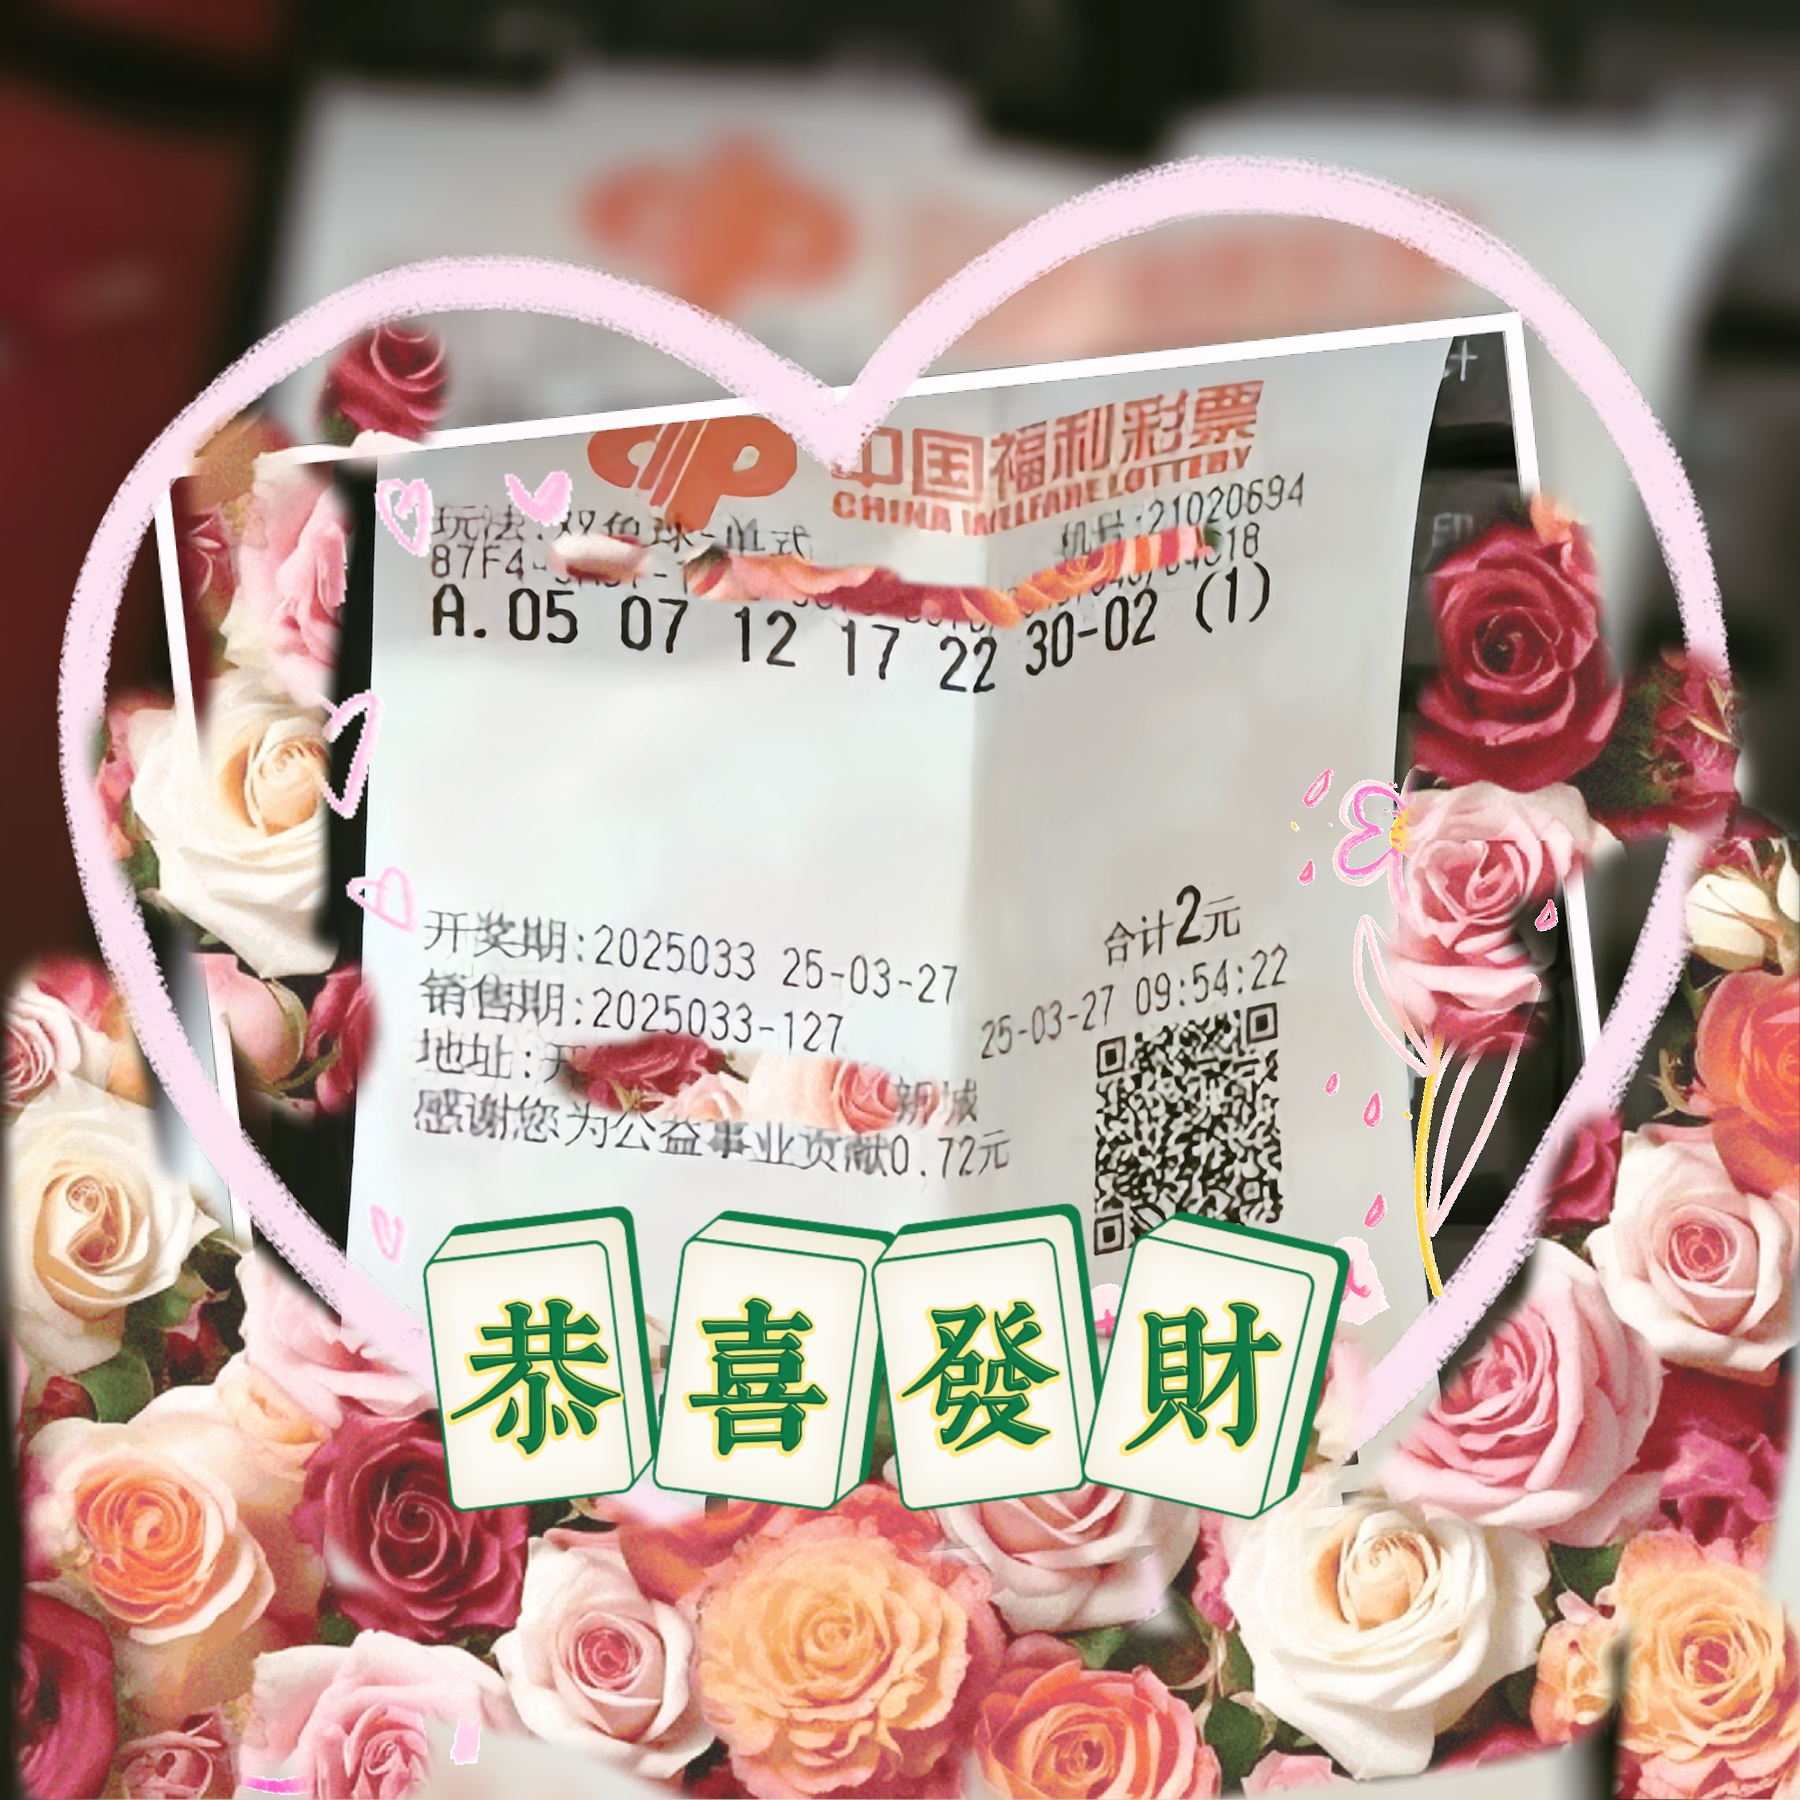 中国福利彩票
CHINA WELFARE LOTTERY
玩法:双色球-单式
机号:21020694
87F4-
A. 05 07 12 17 22 30-02 (1)
开奖期:2025033 25-03-27
合计2元
销售期:2025033-127
25-03-27 09:54:22
地址:开
新城
感谢您为公益事业贡献0.72元
恭喜發財